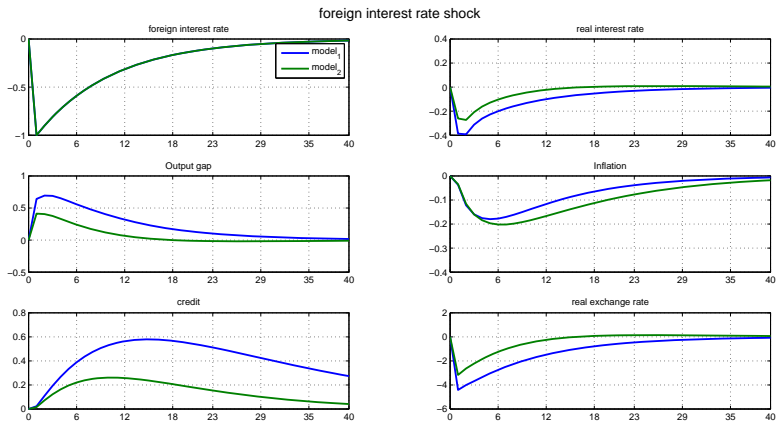 foreign interest rate shock
foreign interest rate
0
−0.5
−1
0 6 12 18 23 29 35 40
model1
model2
real interest rate
0.4
0.2
0
−0.2
−0.4
0 6 12 18 23 29 35 40
Output gap
1
0.5
0
−0.5
0 6 12 18 23 29 35 40
Inflation
0
−0.1
−0.2
−0.3
−0.4
0 6 12 18 23 29 35 40
credit
0.8
0.6
0.4
0.2
0
0 6 12 18 23 29 35 40
real exchange rate
2
0
−2
−4
−6
0 6 12 18 23 29 35 40